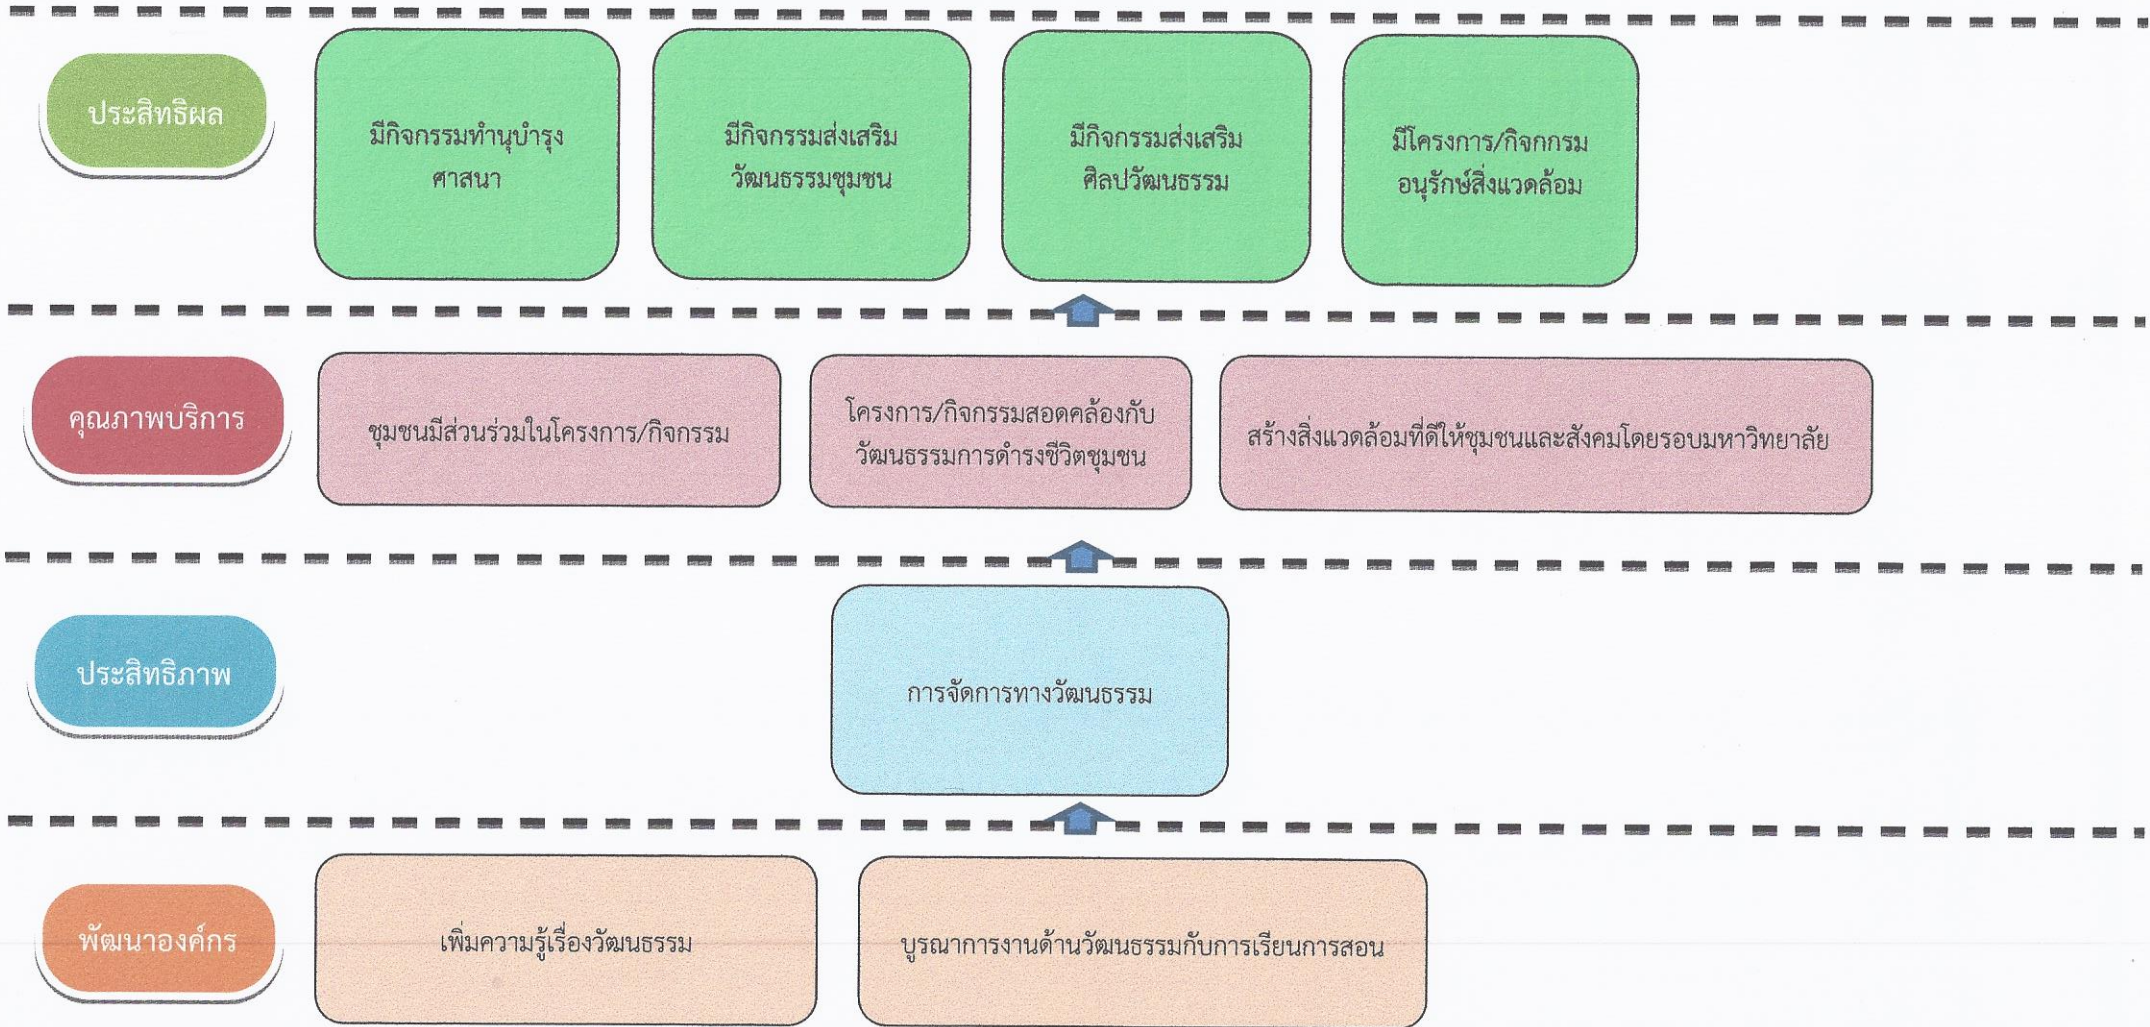 ประสิทธิผล
มีกิจกรรมทำนุบำรุง
ศาสนา
มีกิจกรรมส่งเสริม
วัฒนธรรมชุมชน
มีกิจกรรมส่งเสริม
ศิลปวัฒนธรรม
มีโครงการ/กิจกกรม
อนุรักษ์สิ่งแวดล้อม
คุณภาพบริการ
ชุมชนมีส่วนร่วมในโครงการ/กิจกรรม
โครงการ/กิจกรรมสอดคล้องกับ
วัฒนธรรมการดำรงชีวิตชุมชน
สร้างสิ่งแวดล้อมที่ดีให้ชุมชนและสังคมโดยรอบมหาวิทยาลัย
ประสิทธิภาพ
การจัดการทางวัฒนธรรม
พัฒนาองค์กร
เพิ่มความรู้เรื่องวัฒนธรรม
บูรณาการงานด้านวัฒนธรรมกับการเรียนการสอน